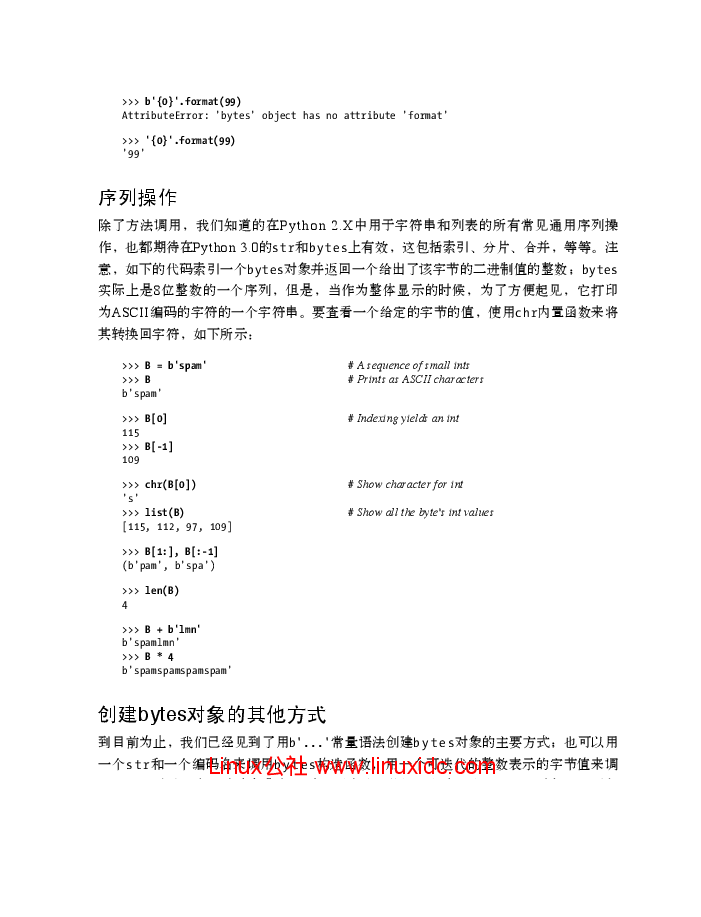 >>> b'{0}'.format(99)
AttributeError: 'bytes' object has no attribute 'format'
>>> '{0}'.format(99)
'99'
序列操作
除了方法调用，我们知道的在Python 2.X中用于字符串和列表的所有常见通用序列操
作，也都期待在Python 3.0的str和bytes上有效，这包括索引、分片、合并，等等。注
意，如下的代码索引一个bytes对象并返回一个给出了该字节的二进制值的整数；bytes
实际上是8位整数的一个序列，但是，当作为整体显示的时候，为了方便起见，它打印
为ASCII编码的字符的一个字符串。要查看一个给定的字节的值，使用chr内置函数来将
其转换回字符，如下所示：
>>> B = b'spam' # A sequence of small ints
>>> B # Prints as ASCII characters
b'spam'
>>> B[0] # Indexing yields an int
115
>>> B[-1]
109
>>> chr(B[0]) # Show character for int
's'
>>> list(B) # Show all the byte's int values
[115, 112, 97, 109]
>>> B[1:], B[:-1]
(b'pam', b'spa')
>>> len(B)
4
>>> B + b'lmn'
b'spamlmn'
>>> B * 4
b'spamspamspamspam'
创建bytes对象的其他方式
到目前为止，我们已经见到了用b'...'常量语法创建bytes对象的主要方式；也可以用
一个str和一个编码名来调用bytes构造函数，用一个可迭代的整数表示的字节值来调
Linux公社 www.linuxidc.com